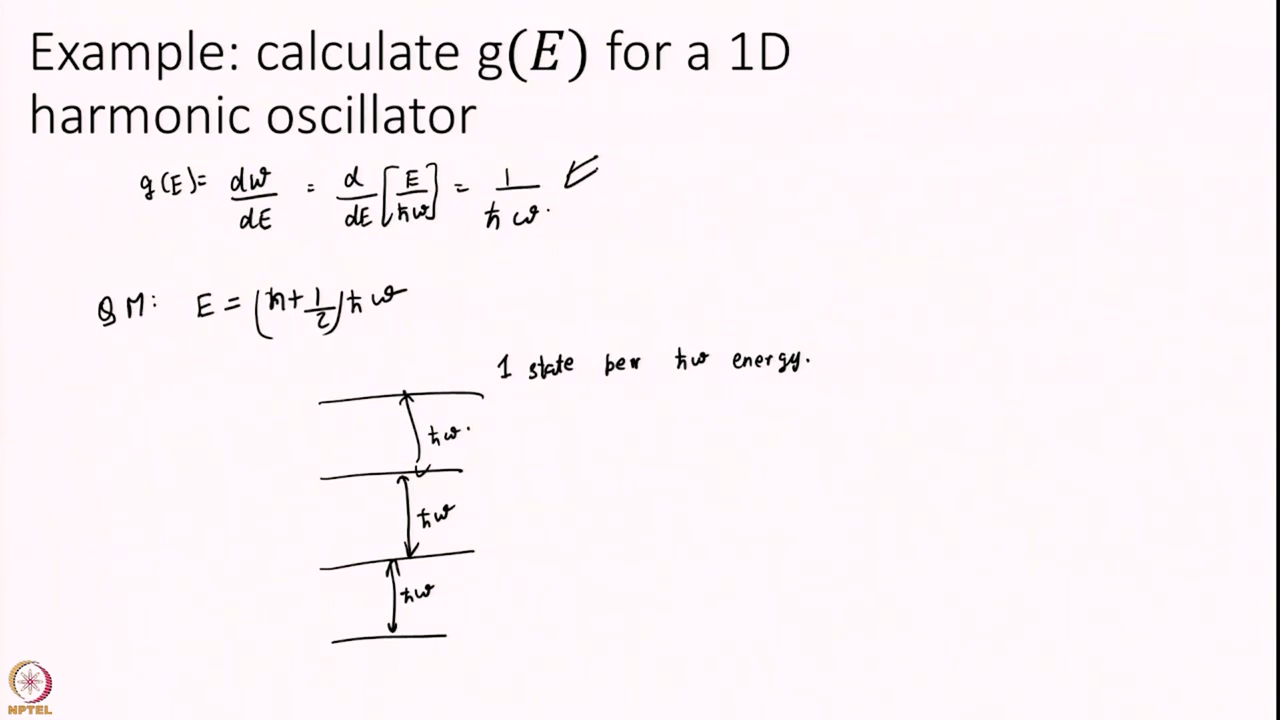 Example: calculate g(E) for a 1D
harmonic oscillator
g(E) = dw/dE = d/dE [E/ħω] = 1/ħω.
QM: E = (n+1/2)ħω
1 state per ħω energy.
ħω.
ħω
ħω
NPTEL